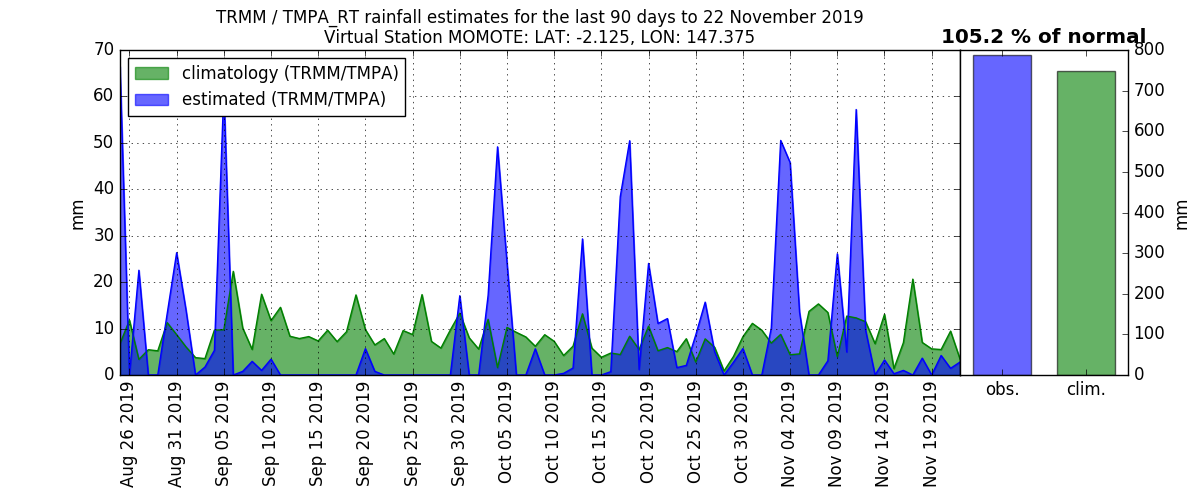 TRMM / TMPA_RT rainfall estimates for the last 90 days to 22 November 2019
Virtual Station MOMOTE: LAT: -2.125, LON: 147.375
105.2 % of normal
climatology (TRMM/TMPA)
estimated (TRMM/TMPA)
mm
70
60
50
40
30
20
10
0
Aug 26 2019
Aug 31 2019
Sep 05 2019
Sep 10 2019
Sep 15 2019
Sep 20 2019
Sep 25 2019
Sep 30 2019
Oct 05 2019
Oct 10 2019
Oct 15 2019
Oct 20 2019
Oct 25 2019
Oct 30 2019
Nov 04 2019
Nov 09 2019
Nov 14 2019
Nov 19 2019
obs.
clim.
800
700
600
500
400
300
200
100
0
mm